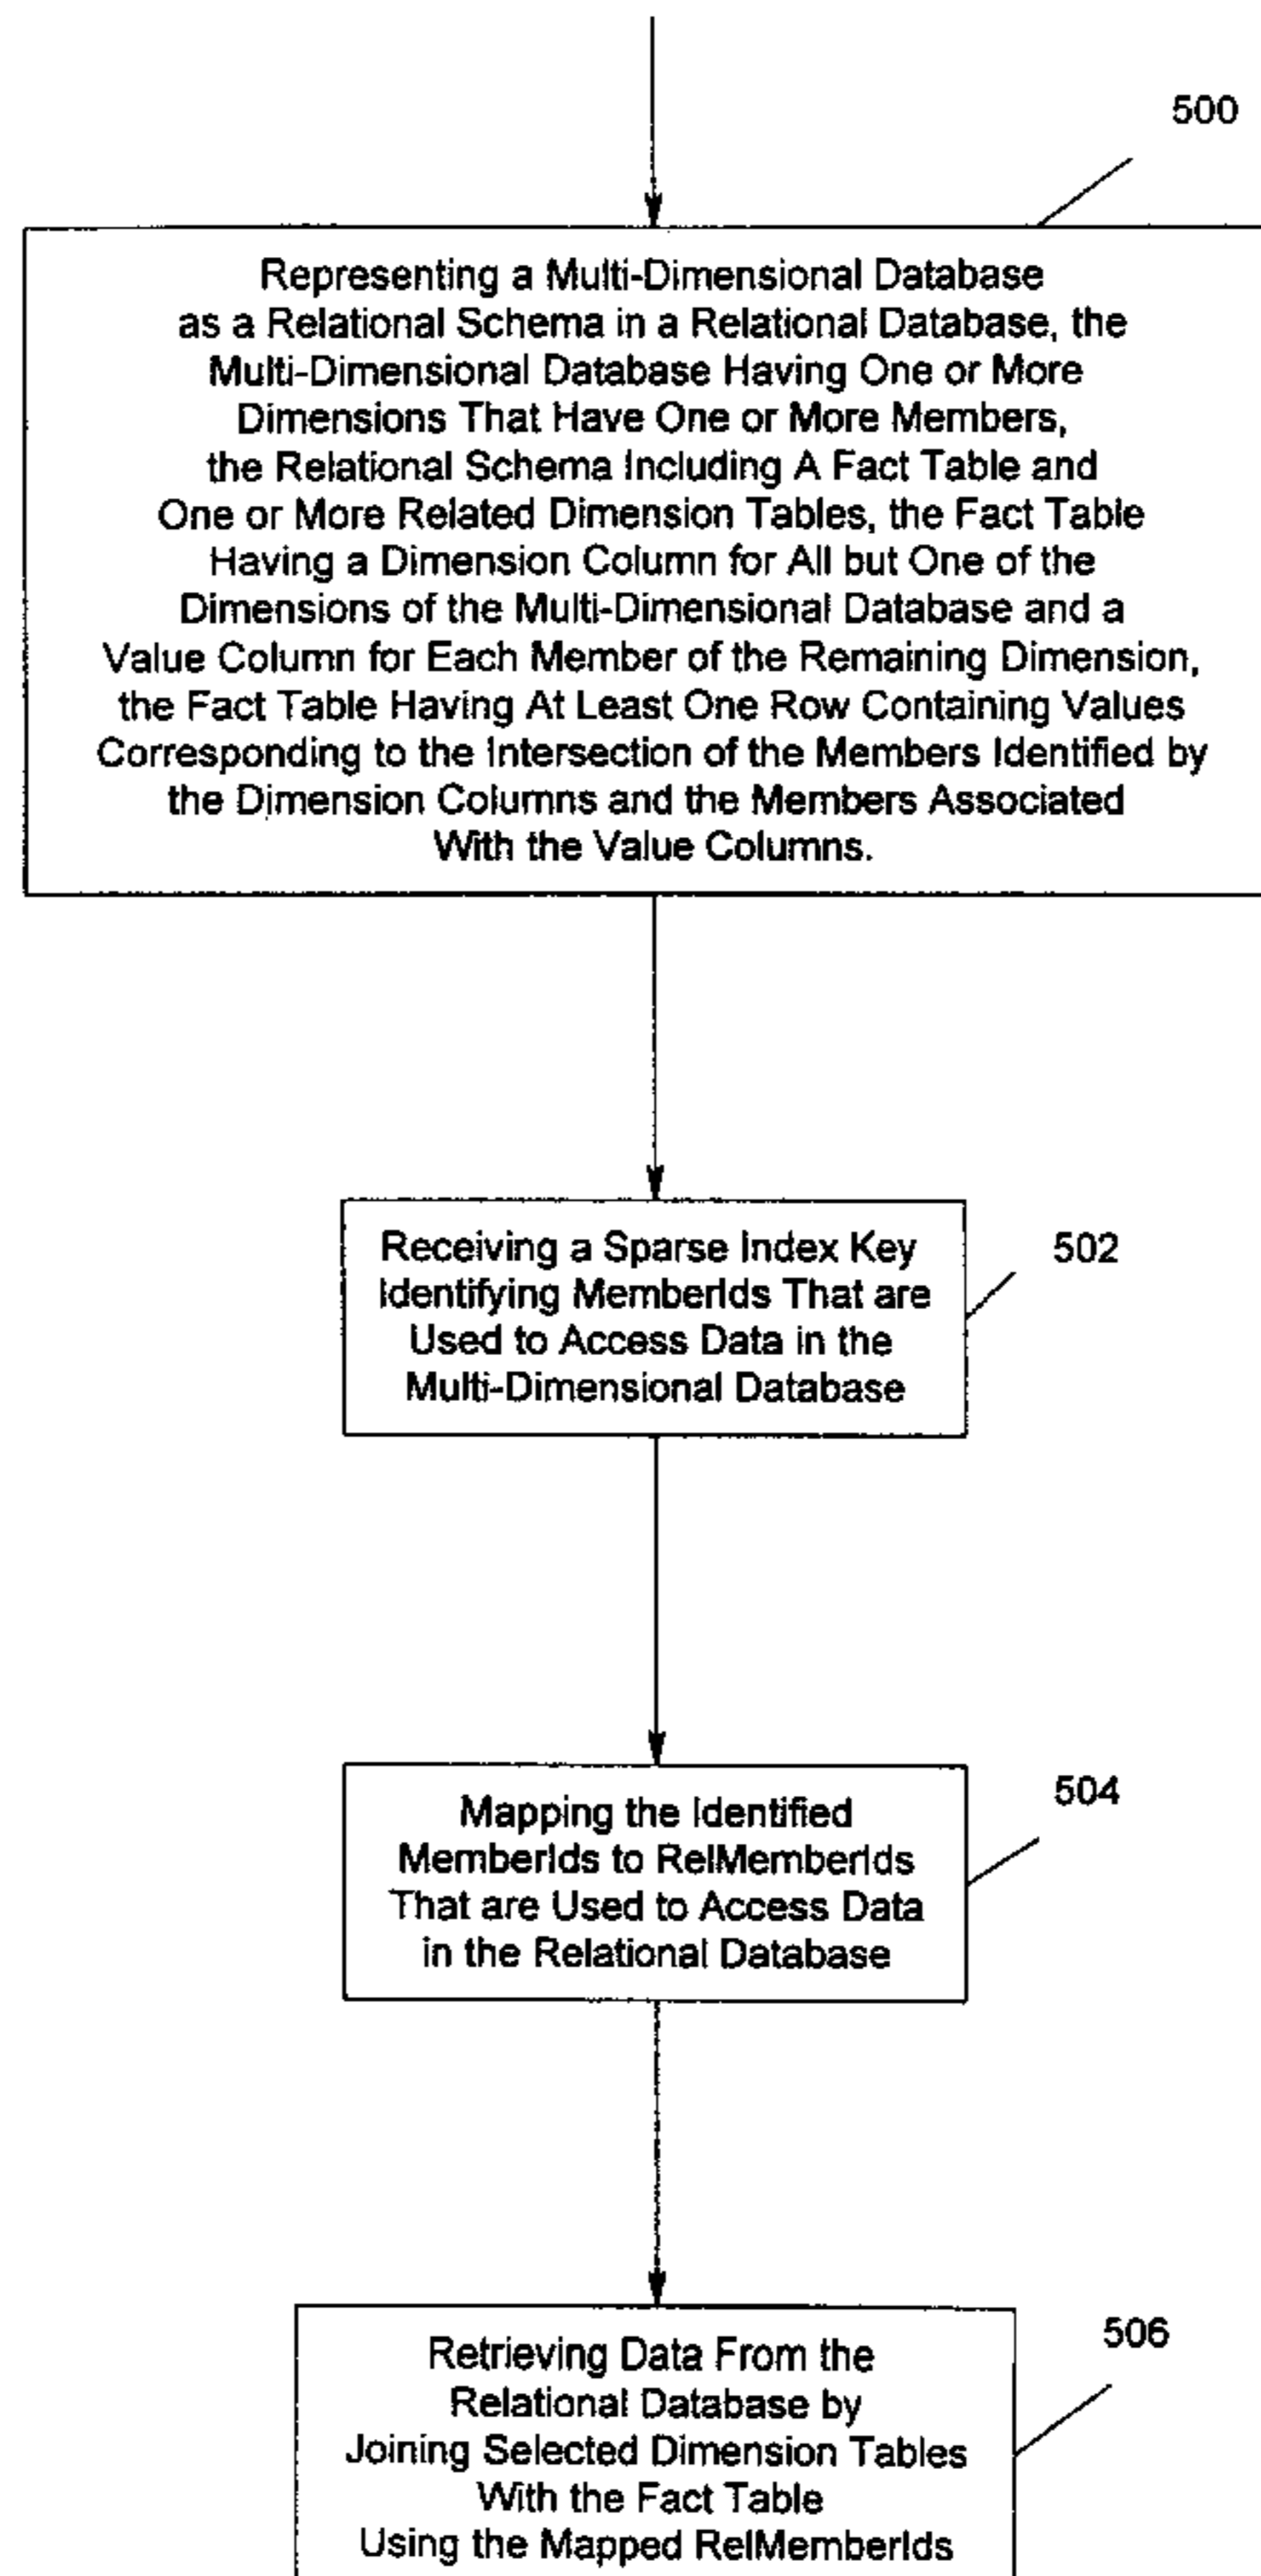 500
Representing a Multi-Dimensional Database
as a Relational Schema in a Relational Database, the
Multi-Dimensional Database Having One or More
Dimensions That Have One or More Members,
the Relational Schema Including A Fact Table and
One or More Related Dimension Tables, the Fact Table
Having a Dimension Column for All but One of the
Dimensions of the Multi-Dimensional Database and a
Value Column for Each Member of the Remaining Dimension,
the Fact Table Having At Least One Row Containing Values
Corresponding to the Intersection of the Members Identified by
the Dimension Columns and the Members Associated
With the Value Columns.
Receiving a Sparse Index Key
Identifying MemberIds That are
Used to Access Data in the
Multi-Dimensional Database
502
Mapping the Identified
MemberIds to RelMemberIds
That are Used to Access Data
in the Relational Database
504
Retrieving Data From the
Relational Database by
Joining Selected Dimension Tables
With the Fact Table
Using the Mapped RelMemberIds
506